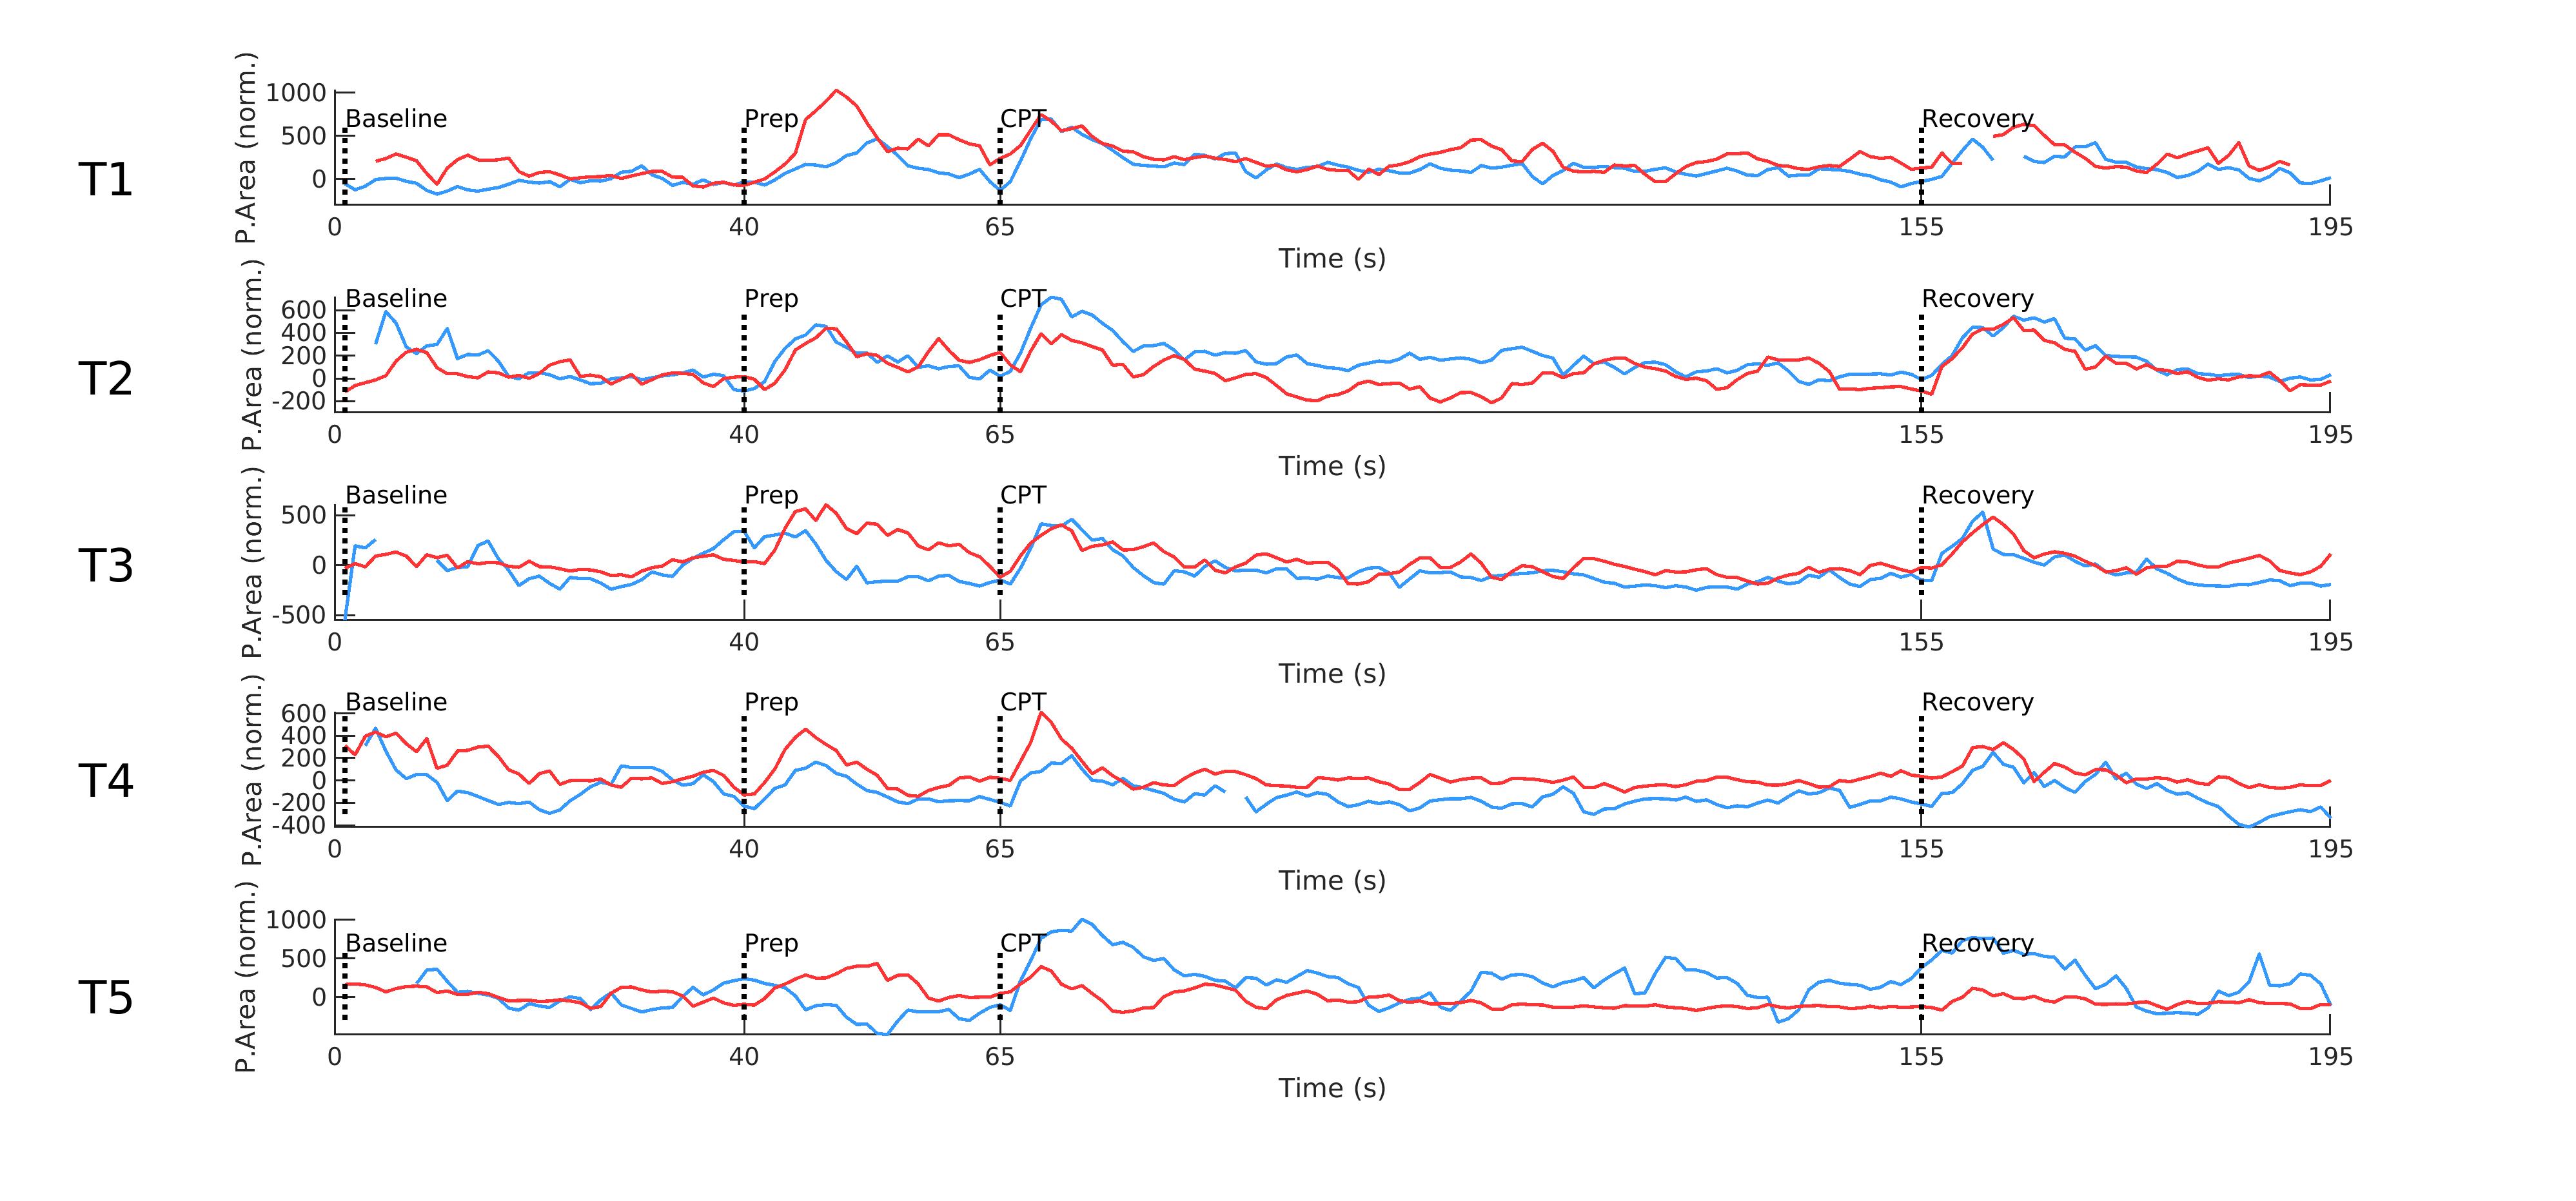 T1
P.Area (norm.)
1000
500
0
Baseline
Prep
CPT
Recovery
0
40
65
155
195
Time (s)
T2
P.Area (norm.)
600
400
200
0
-200
Baseline
Prep
CPT
Recovery
0
40
65
155
195
Time (s)
T3
P.Area (norm.)
500
0
-500
Baseline
Prep
CPT
Recovery
0
40
65
155
195
Time (s)
T4
P.Area (norm.)
600
400
200
0
-200
-400
Baseline
Prep
CPT
Recovery
0
40
65
155
195
Time (s)
T5
P.Area (norm.)
1000
500
0
Baseline
Prep
CPT
Recovery
0
40
65
155
195
Time (s)